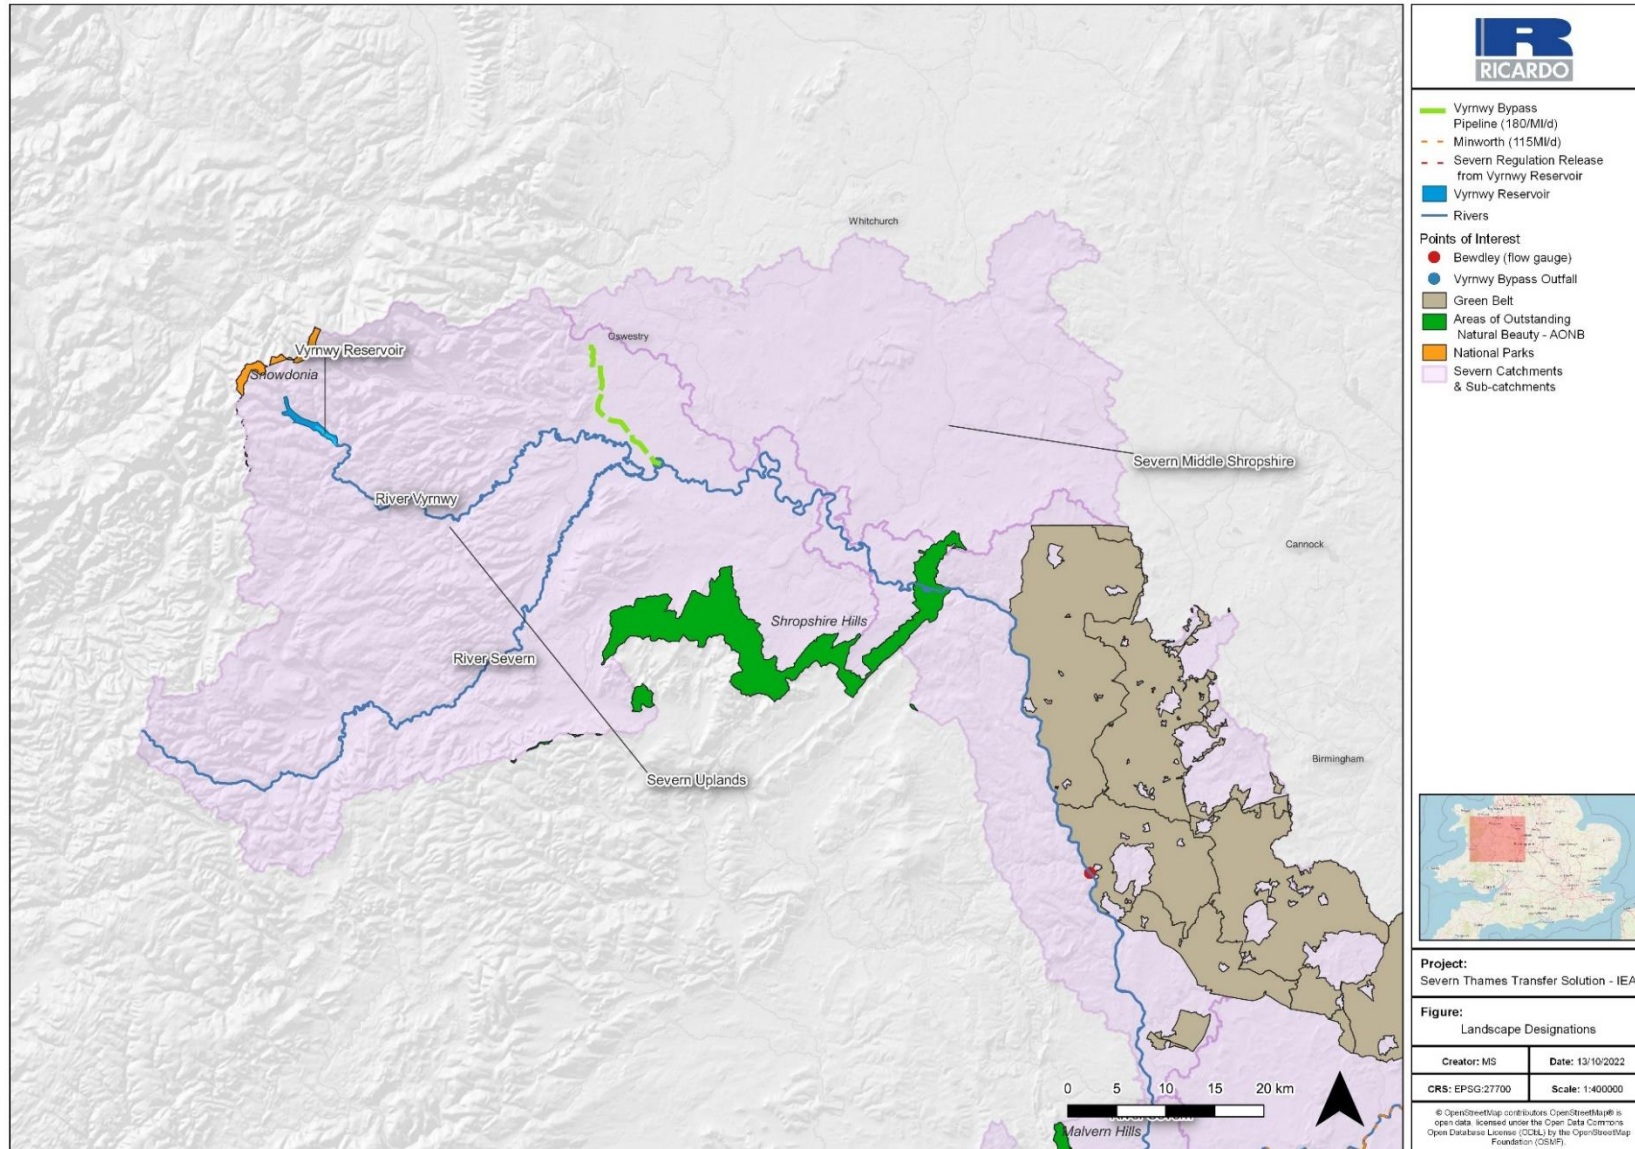 Whitchurch
Oswestry
Vyrnwy Reservoir
Snowdonia
Severn Middle Shropshire
River Vyrnwy
Cannock
Shropshire Hills
River Severn
Birmingham
Severn Uplands
0 5 10 15 20 km
River Severn
Malvern Hills
R
RICARDO
Vyrnwy Bypass
Pipeline (180/Ml/d)
Minworth (115Ml/d)
Severn Regulation Release
from Vyrnwy Reservoir
Vyrnwy Reservoir
Rivers
Points of Interest
Bewdley (flow gauge)
Vyrnwy Bypass Outfall
Green Belt
Areas of Outstanding
Natural Beauty - AONB
National Parks
Severn Catchments
& Sub-catchments
Project:
Severn Thames Transfer Solution - IEA
Figure:
Landscape Designations
Creator: MS Date: 13/10/2022
CRS: EPSG:27700 Scale: 1:400000
© OpenStreetMap contributors OpenStreetMap® is
open data, licensed under the Open Data Commons
Open Database License (ODbL) by the OpenStreetMap
Foundation (OSMF).